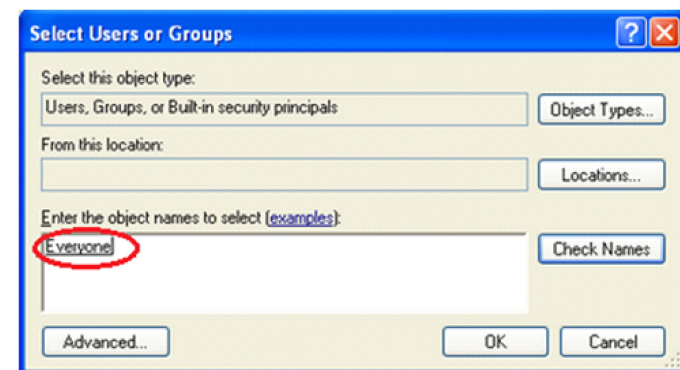 Select Users or Groups
Select this object type:
Users, Groups, or Built-in security principals
Object Types...
From this location:
Locations...
Enter the object names to select (examples):
Everyone
Check Names
Advanced...
OK
Cancel